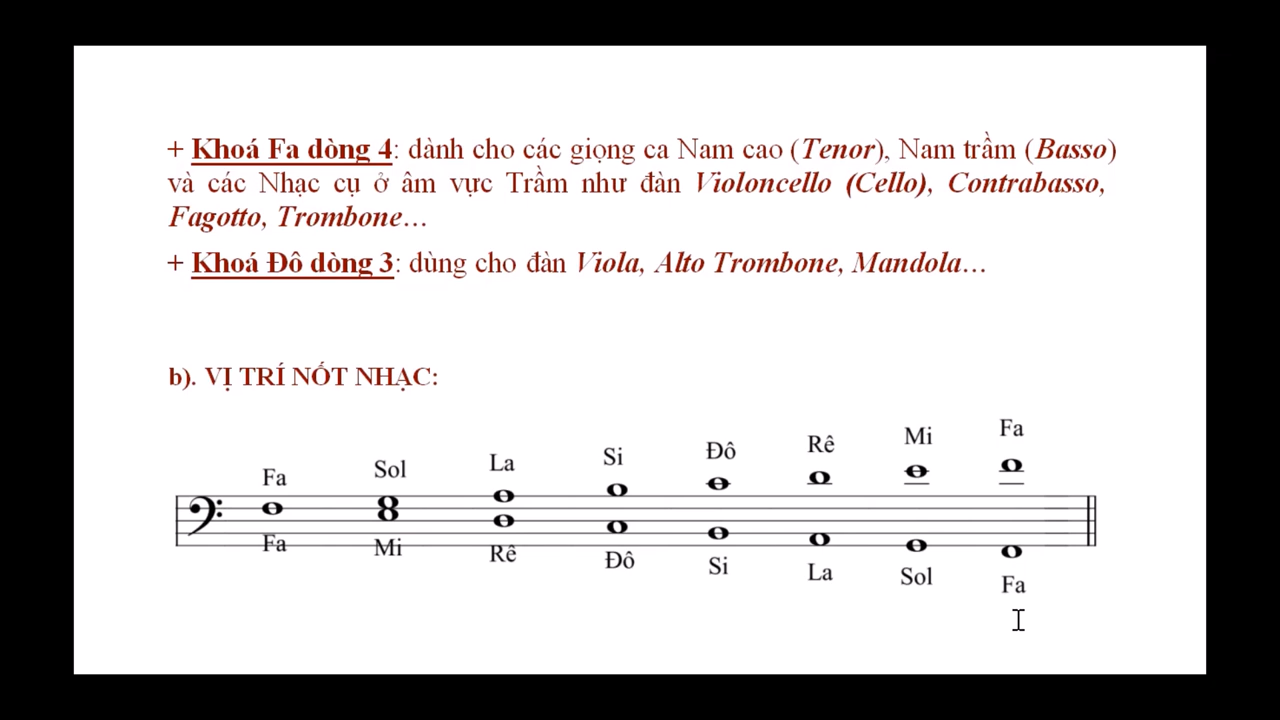 + Khoá Fa dòng 4: dành cho các giọng ca Nam cao (Tenor), Nam trầm (Basso)
và các Nhạc cụ ở âm vực Trầm như đàn Violoncello (Cello), Contrabasso,
Fagotto, Trombone…
+ Khoá Đô dòng 3: dùng cho đàn Viola, Alto Trombone, Mandola…
b). VỊ TRÍ NỐT NHẠC:
Fa Sol La Si Đô Rê Mi Fa
Fa Mi Rê Đô Si La Sol Fa